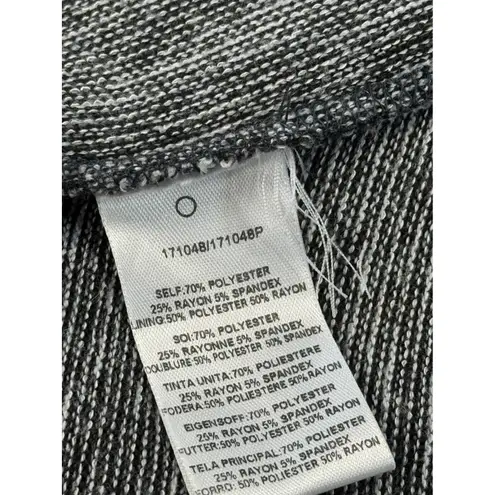 171048/171048P
SELF:70% POLYESTER
25% RAYON 5% SPANDEX
LINING:50% POLYESTER 50% RAYON
SOI:70% POLYESTER
25% RAYONNE 5% SPANDEX
DOUBLURE:50% POLYESTER 50% RAYON
TINTA UNITA:70% POLIESTERE
25% RAYON 5% SPANDEX
FODERA:50% POLIESTERE 50%RAYON
EIGENSOFF:70% POLYESTER
25% RAYON 5% SPANDEX
FUTTER:50% POLYESTER 50% RAYON
TELA PRINCIPAL:70% POLIESTER
25% RAYON 5% SPANDEX
FORRO: 50% POLIESTER 50% RAYON